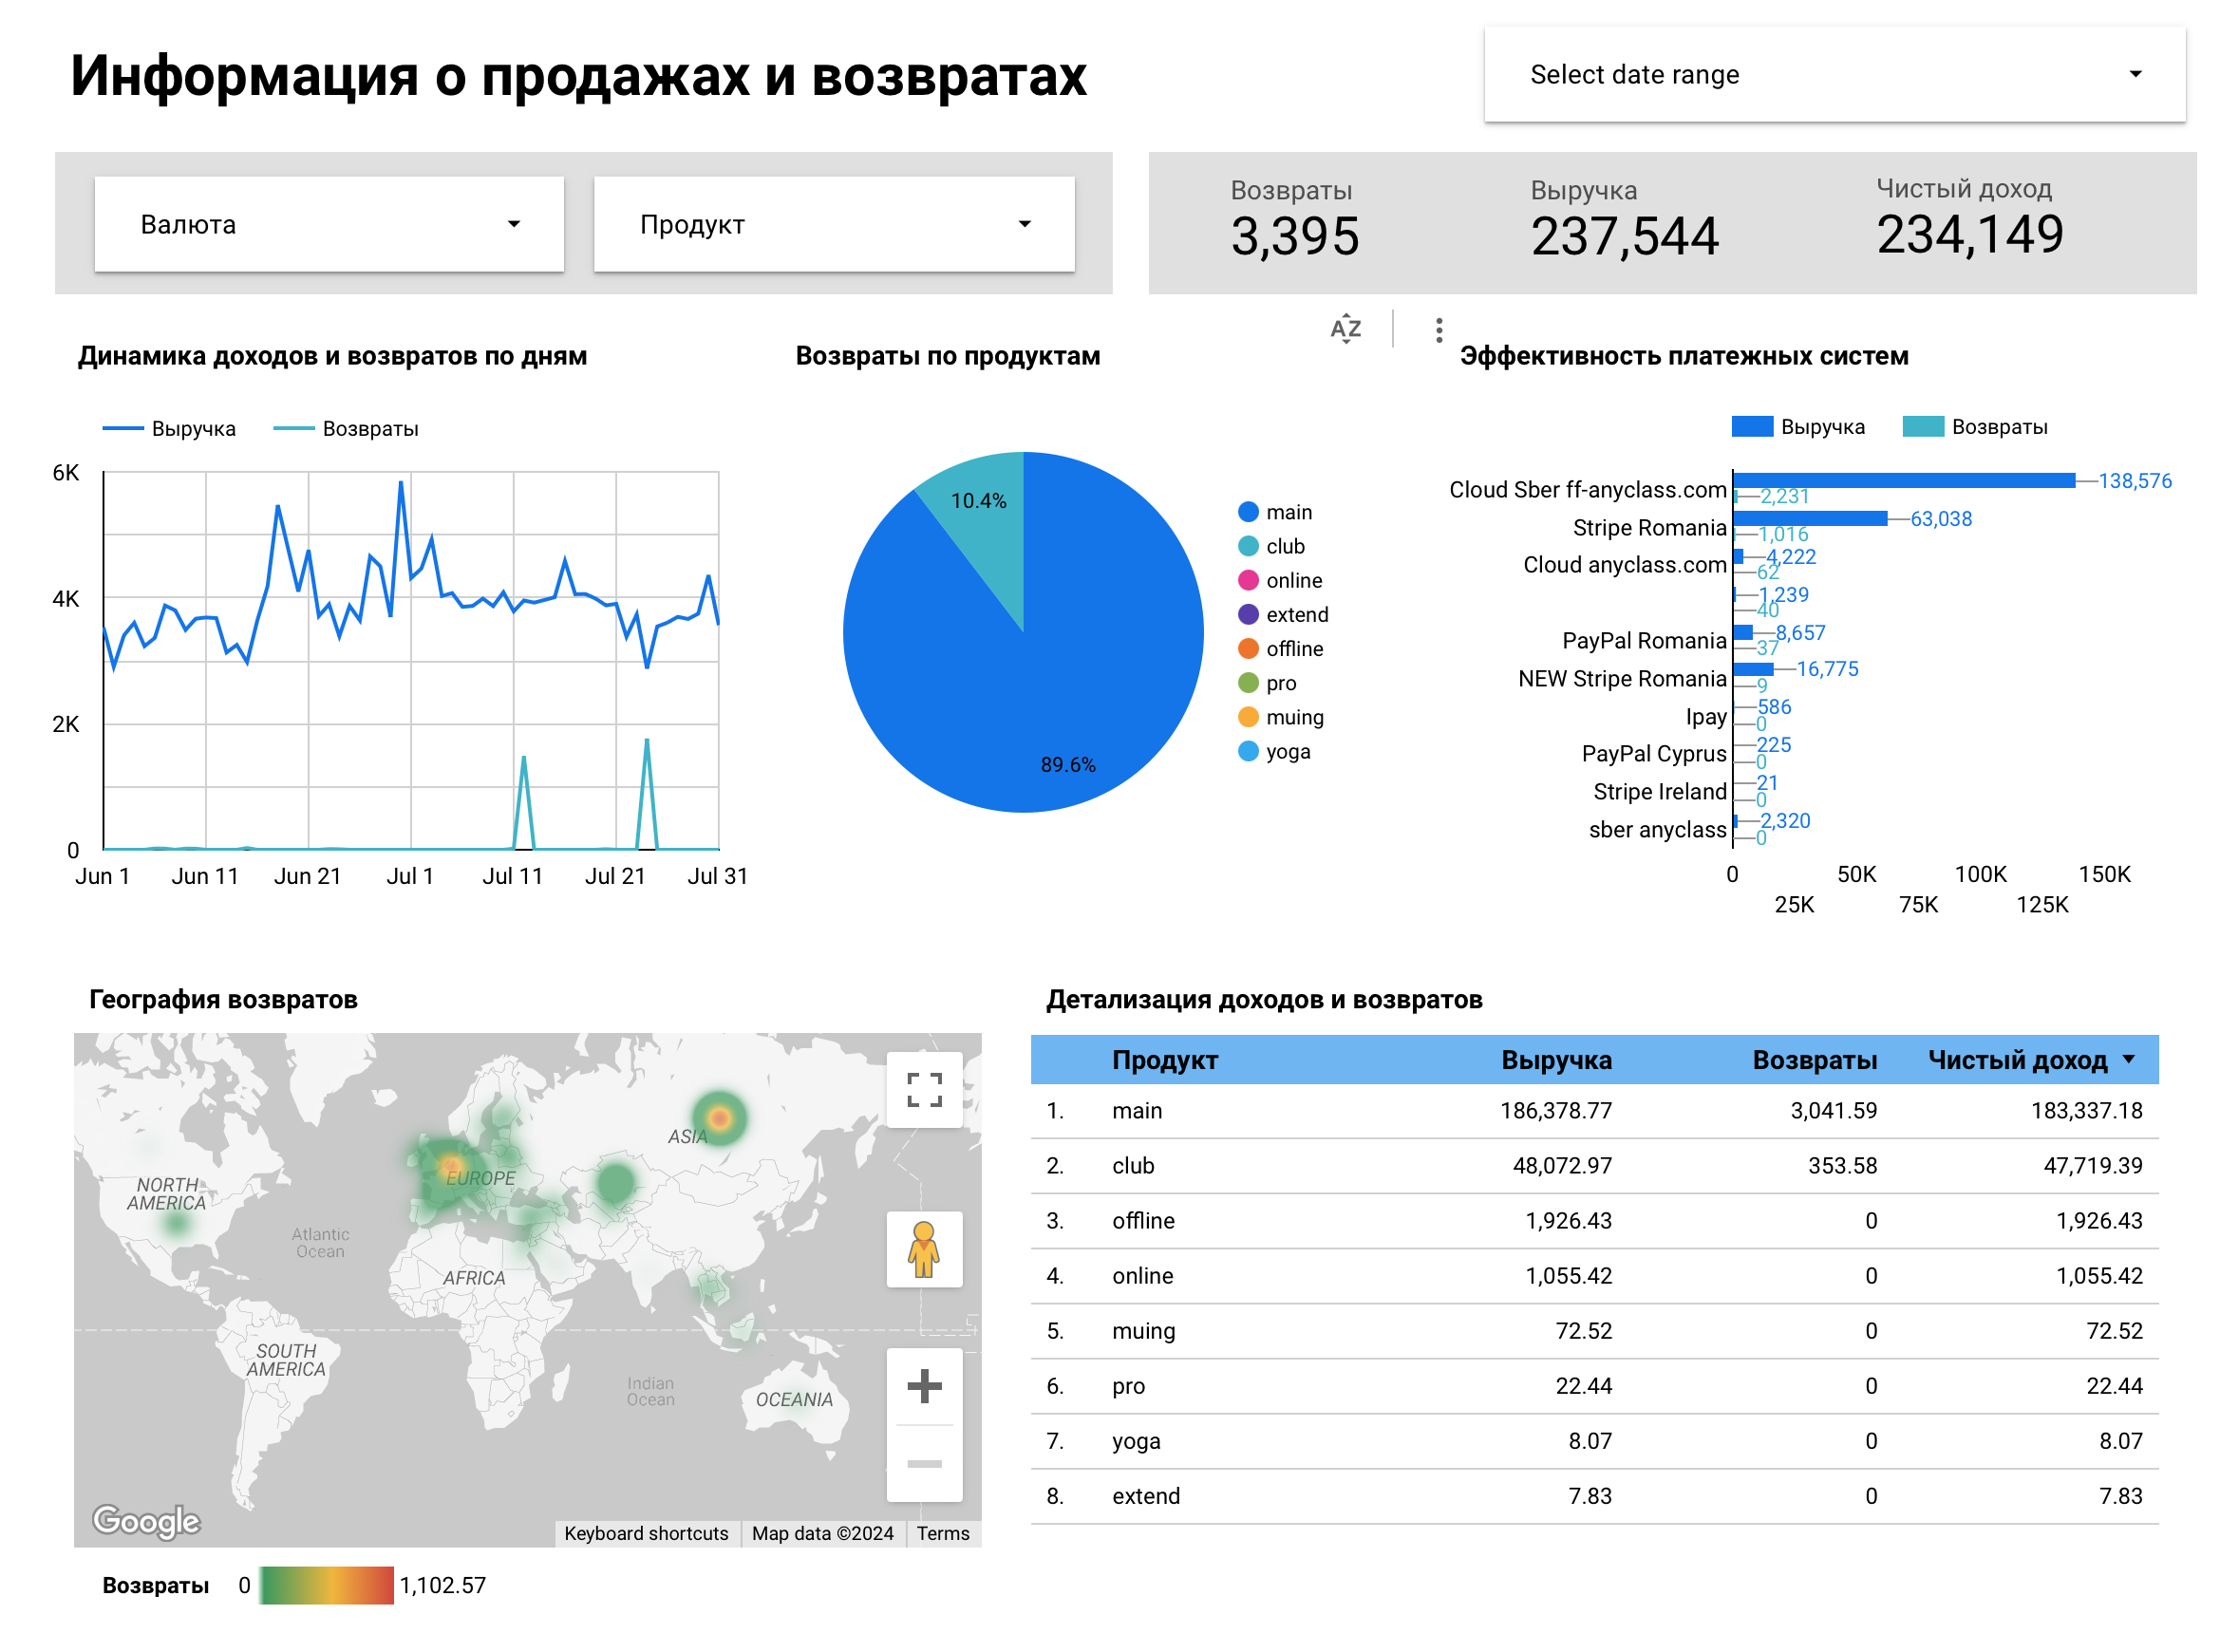 Информация о продажах и возвратах
Select date range
Валюта
Продукт
Возвраты
3,395
Выручка
237,544
Чистый доход
234,149
Динамика доходов и возвратов по дням
Выручка Возвраты
6K
4K
2K
0
Jun 1 Jun 11 Jun 21 Jul 1 Jul 11 Jul 21 Jul 31
Возвраты по продуктам
AZ
10.4%
89.6%
main
club
online
extend
offline
pro
muing
yoga
Эффективность платежных систем
Выручка Возвраты
Cloud Sber ff-anyclass.com 138,576
2,231
Stripe Romania 63,038
1,016
Cloud anyclass.com 4,222
62
1,239
40
PayPal Romania 8,657
37
NEW Stripe Romania 16,775
9
Ipay 586
0
PayPal Cyprus 225
0
Stripe Ireland 21
0
sber anyclass 2,320
0
0 50K 100K 150K
25K 75K 125K
География возвратов
ASIA
EUROPE
NORTH
AMERICA
Atlantic
Ocean
AFRICA
SOUTH
AMERICA
Indian
Ocean
OCEANIA
Google
Keyboard shortcuts Map data ©2024 Terms
Возвраты 0 1,102.57
Детализация доходов и возвратов
Продукт Выручка Возвраты Чистый доход
1. main 186,378.77 3,041.59 183,337.18
2. club 48,072.97 353.58 47,719.39
3. offline 1,926.43 0 1,926.43
4. online 1,055.42 0 1,055.42
5. muing 72.52 0 72.52
6. pro 22.44 0 22.44
7. yoga 8.07 0 8.07
8. extend 7.83 0 7.83